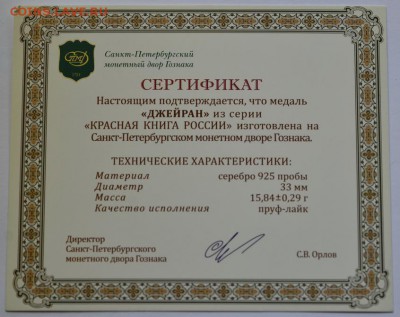 Санкт-Петербургский
монетный двор Гознака
СЕРТИФИКАТ
Настоящим подтверждается, что медаль
«ДЖЕЙРАН» из серии
«КРАСНАЯ КНИГА РОССИИ» изготовлена на
Санкт-Петербургском монетном дворе Гознака.
ТЕХНИЧЕСКИЕ ХАРАКТЕРИСТИКИ:
Материал серебро 925 пробы
Диаметр 33 мм
Масса 15,84±0,29 г
Качество исполнения пруф-лайк
Директор
Санкт-Петербургского
монетного двора Гознака
С.В. Орлов